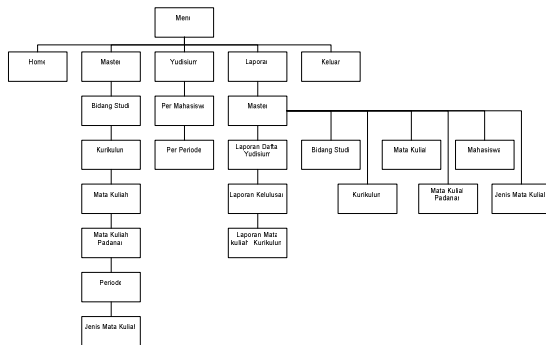 Menu
Home
Master
Yudisium
Laporan
Keluar
Bidang Studi
Per Mahasiswa
Master
Kurikulum
Per Periode
Laporan Daftar
Yudisium
Bidang Studi
Mata Kuliah
Mahasiswa
Mata Kuliah
Laporan Kelulusan
Kurikulum
Mata Kuliah
Padanan
Jenis Mata Kuliah
Mata Kuliah
Padanan
Laporan Mata
kuliah Kurikulum
Periode
Jenis Mata Kuliah